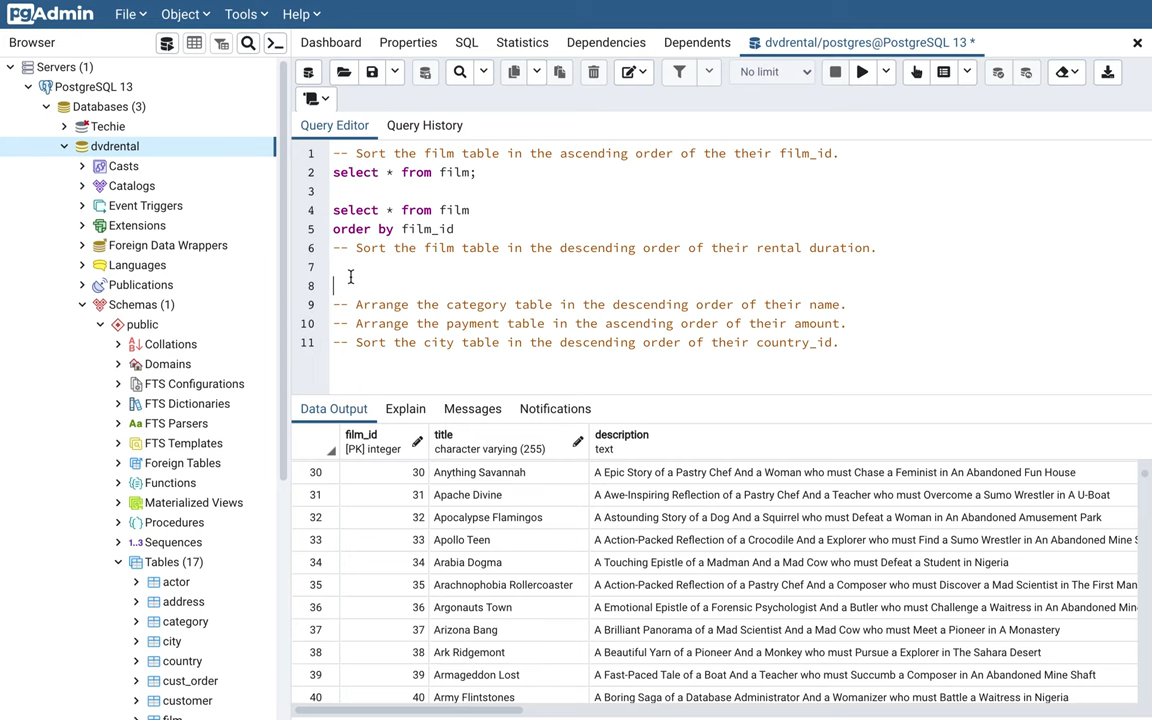 pgAdmin File Object Tools Help
Browser
Dashboard Properties SQL Statistics Dependencies Dependents dvdrental/postgres@PostgreSQL 13 *
No limit
Servers (1)
PostgreSQL 13
Databases (3)
Techie
dvdrental
Casts
Catalogs
Event Triggers
Extensions
Foreign Data Wrappers
Languages
Publications
Schemas (1)
public
Collations
Domains
FTS Configurations
FTS Dictionaries
FTS Parsers
FTS Templates
Foreign Tables
Functions
Materialized Views
Procedures
1..3 Sequences
Tables (17)
actor
address
category
city
country
cust_order
customer
film
Query Editor Query History
1 -- Sort the film table in the ascending order of the their film_id.
2 select * from film;
3
4 select * from film
5 order by film_id
6 -- Sort the film table in the descending order of their rental duration.
7
8
9 -- Arrange the category table in the descending order of their name.
10 -- Arrange the payment table in the ascending order of their amount.
11 -- Sort the city table in the descending order of their country_id.
Data Output Explain Messages Notifications
film_id title description
[PK] integer character varying (255) text
30 30 Anything Savannah A Epic Story of a Pastry Chef And a Woman who must Chase a Feminist in An Abandoned Fun House
31 31 Apache Divine A Awe-Inspiring Reflection of a Pastry Chef And a Teacher who must Overcome a Sumo Wrestler in A U-Boat
32 32 Apocalypse Flamingos A Astounding Story of a Dog And a Squirrel who must Defeat a Woman in An Abandoned Amusement Park
33 33 Apollo Teen A Action-Packed Reflection of a Crocodile And a Explorer who must Find a Sumo Wrestler in An Abandoned Mine S
34 34 Arabia Dogma A Touching Epistle of a Madman And a Mad Cow who must Defeat a Student in Nigeria
35 35 Arachnophobia Rollercoaster A Action-Packed Reflection of a Pastry Chef And a Composer who must Discover a Mad Scientist in The First Man
36 36 Argonauts Town A Emotional Epistle of a Forensic Psychologist And a Butler who must Challenge a Waitress in An Abandoned Mine
37 37 Arizona Bang A Brilliant Panorama of a Mad Scientist And a Mad Cow who must Meet a Pioneer in A Monastery
38 38 Ark Ridgemont A Beautiful Yarn of a Pioneer And a Monkey who must Pursue a Explorer in The Sahara Desert
39 39 Armageddon Lost A Fast-Paced Tale of a Boat And a Teacher who must Succumb a Composer in An Abandoned Mine Shaft
40 40 Army Flintstones A Boring Saga of a Database Administrator And a Womanizer who must Battle a Waitress in Nigeria